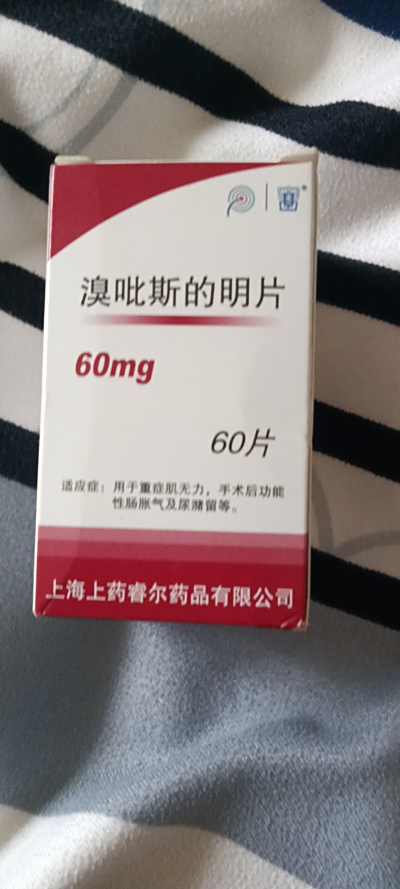 溴吡斯的明片
60mg
60片
适应症：用于重症肌无力，手术后功能
性肠胀气及尿潴留等。
上海上药睿尔药品有限公司